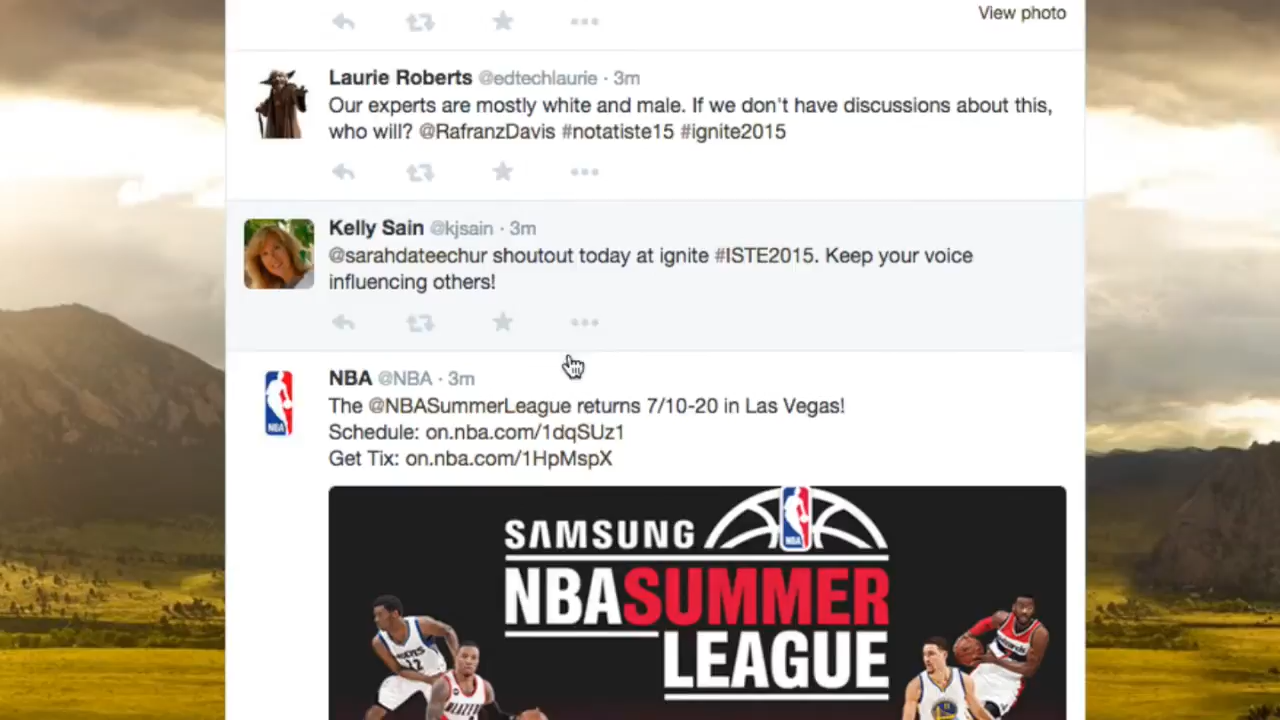 View photo
Laurie Roberts @edtechlaurie · 3m
Our experts are mostly white and male. If we don't have discussions about this,
who will? @RafranzDavis #notatiste15 #ignite2015
Kelly Sain @kjsain · 3m
@sarahdateechur shoutout today at ignite #ISTE2015. Keep your voice
influencing others!
NBA @NBA · 3m
NBA
The @NBASummerLeague returns 7/10-20 in Las Vegas!
Schedule: on.nba.com/1dqSUz1
Get Tix: on.nba.com/1HpMspX
SAMSUNG
NBA
NBASUMMER
LEAGUE